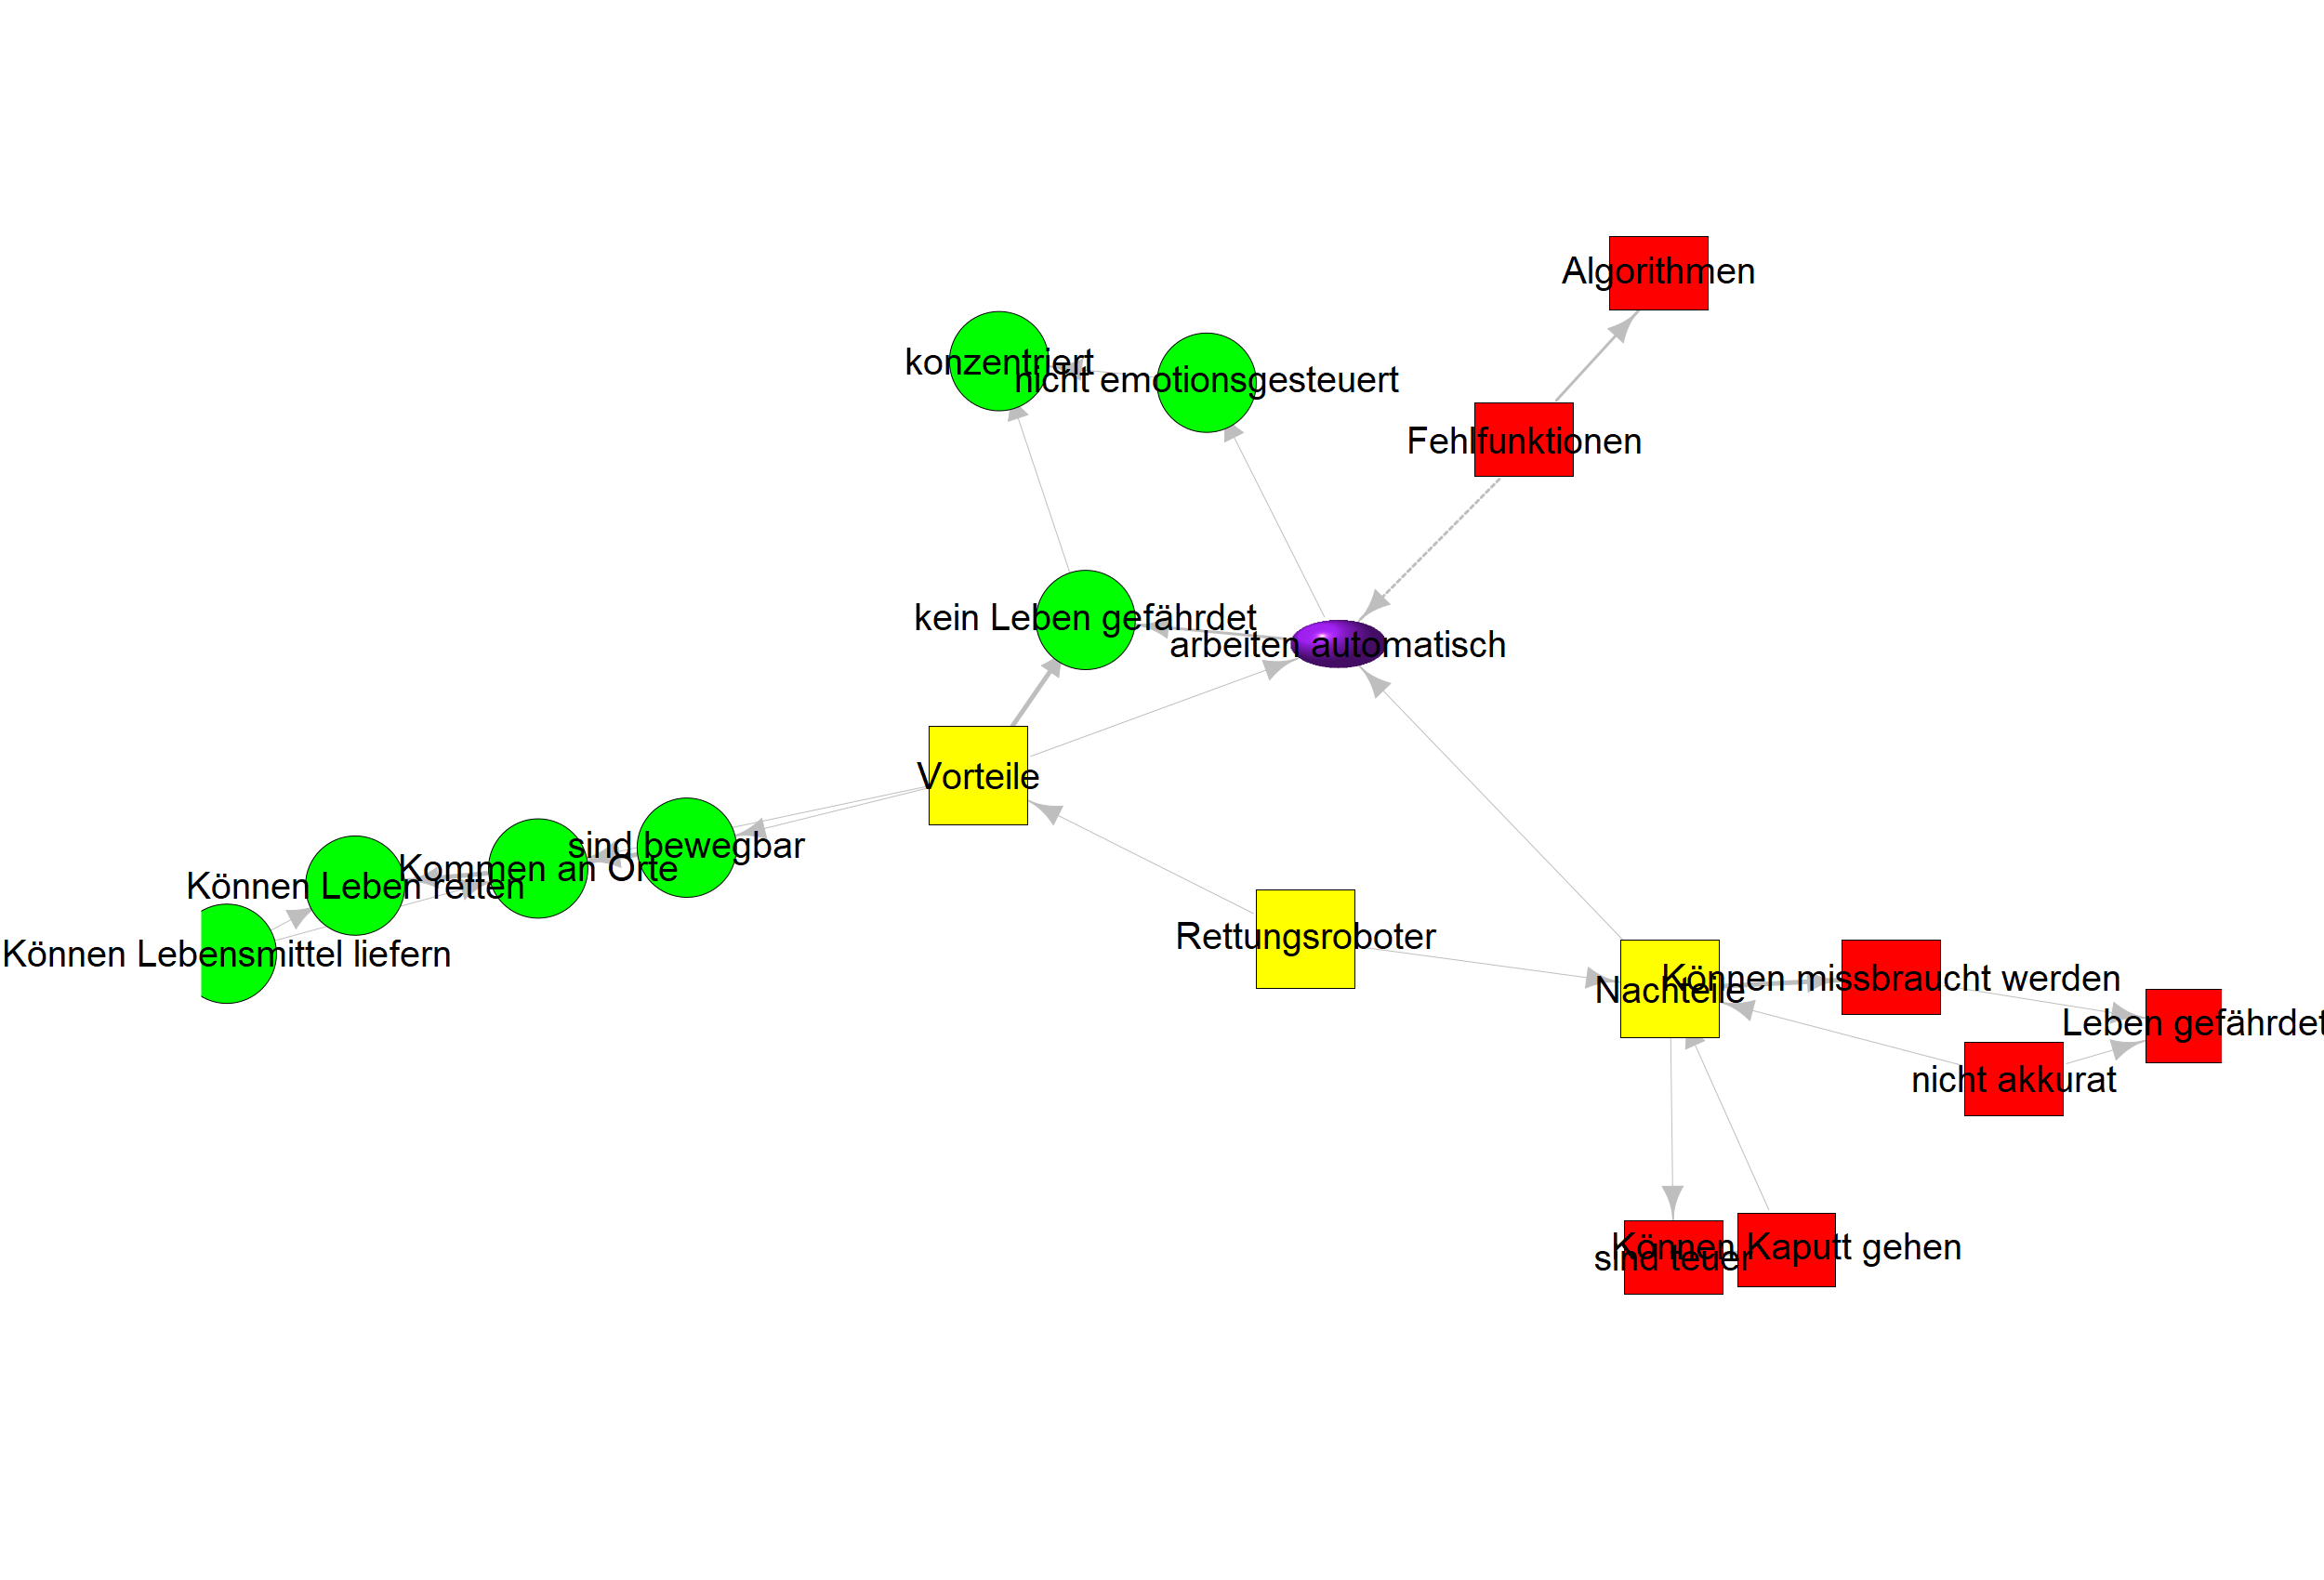 Algorithmen
konzentriert
nicht emotionsgesteuert
Fehlfunktionen
kein Leben gefährdet
arbeiten automatisch
Vorteile
sind bewegbar
Kommen an Orte
Können Leben retten
Können Lebensmittel liefern
Rettungsroboter
Können missbraucht werden
Nachteile
Leben gefährdet
nicht akkurat
Können Kaputt gehen
sind teuer